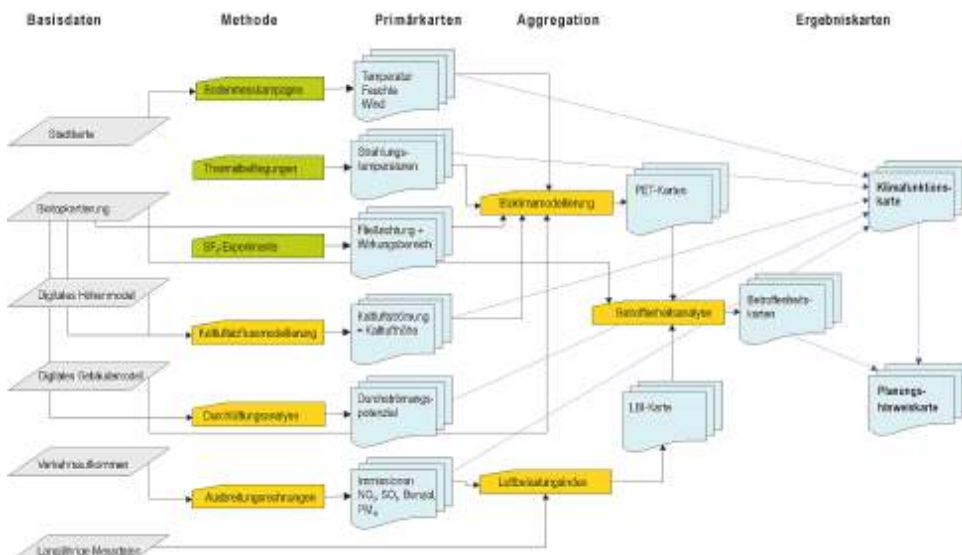 Basisdaten
Methode
Primärkarten
Aggregation
Ergebniskarten
Stadtkarte
Biotopkartierung
Digitales Höhenmodell
Digitales Gebäudemodell
Verkehrsaufkommen
Langjährige Messdaten
Bodenmesskampagne
Thermalbefliegungen
SF6 Experimente
Kaltluftabflussmodellierung
Durchlüftungsanalyse
Ausbreitungsrechnungen
Temperatur
Feuchte
Wind
Strahlungs-
temperaturen
Fließrichtung +
Wirkungsbereich
Kaltluftströmung
+ Kaltlufthöhe
Durchströmungs-
potenzial
Immissionen
NO2, SO2, Benzol,
PM10
Bioklimamodellierung
PET-Karten
Betroffenheitsanalyse
LBI-Karte
Luftbelastungsindex
Klimafunktions-
karte
Betroffenheits-
karten
Planungs-
hinweiskarte